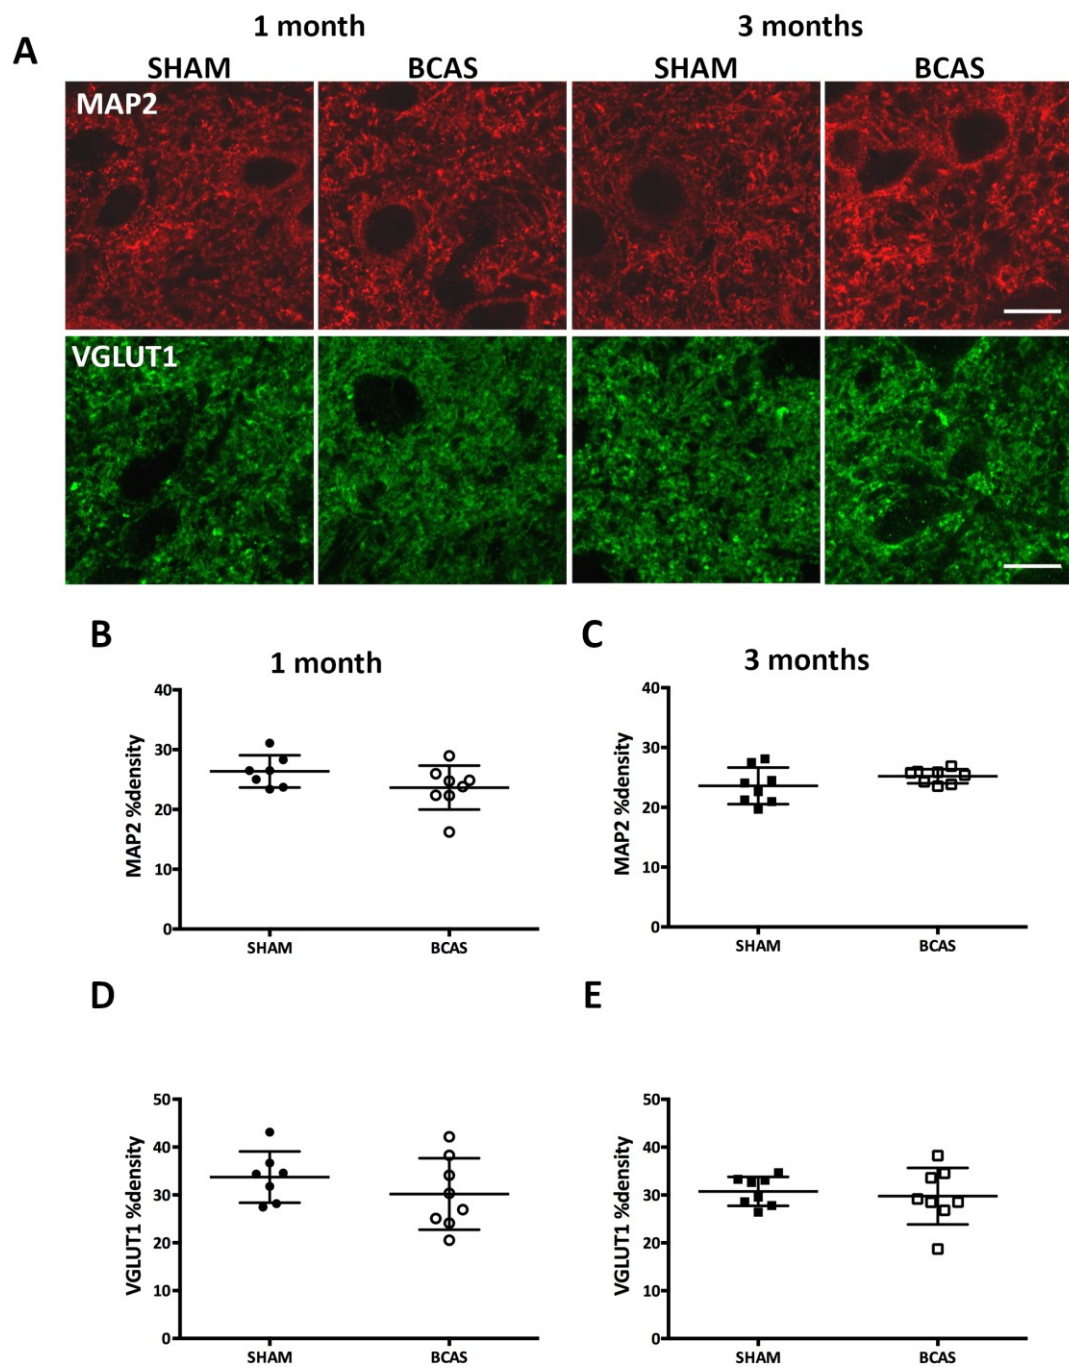 1 month 3 months
A
SHAM BCAS SHAM BCAS
MAP2
VGLUT1
B C
1 month 3 months
40 40
30 30
MAP2 %density MAP2 %density
20 20
10 10
0 0
SHAM BCAS SHAM BCAS
D E
50 50
40 40
30 30
VGLUT1 %density VGLUT1 %density
20 20
10 10
0 0
SHAM BCAS SHAM BCAS